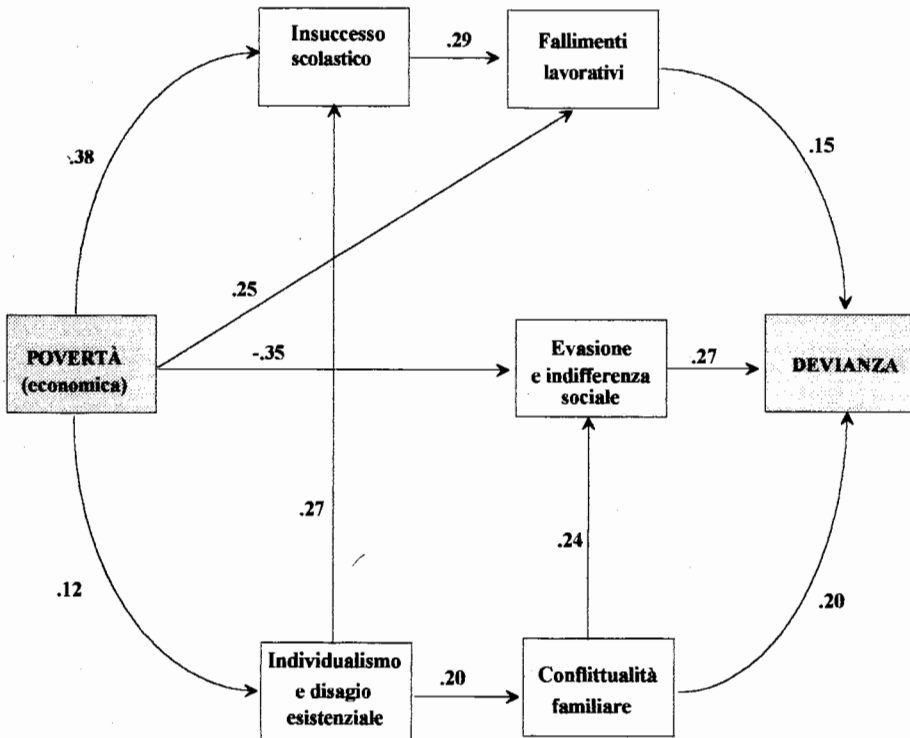 Insuccesso
scolastico
.29
Fallimenti
lavorativi
.38
.15
.25
POVERTÀ
(economica)
-.35
Evasione
e indifferenza
sociale
.27
DEVIANZA
.27
.24
.12
.20
Individualismo
e disagio
esistenziale
.20
Conflittualità
familiare